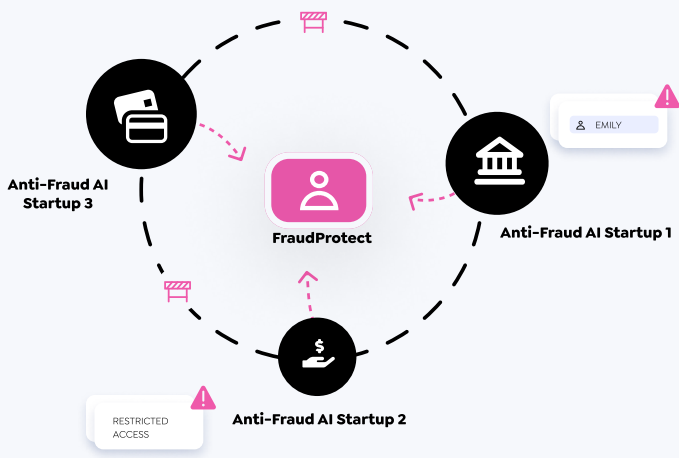 EMILY
Anti-Fraud AI
Startup 3
FraudProtect
Anti-Fraud AI Startup 1
$
RESTRICTED
ACCESS
Anti-Fraud AI Startup 2